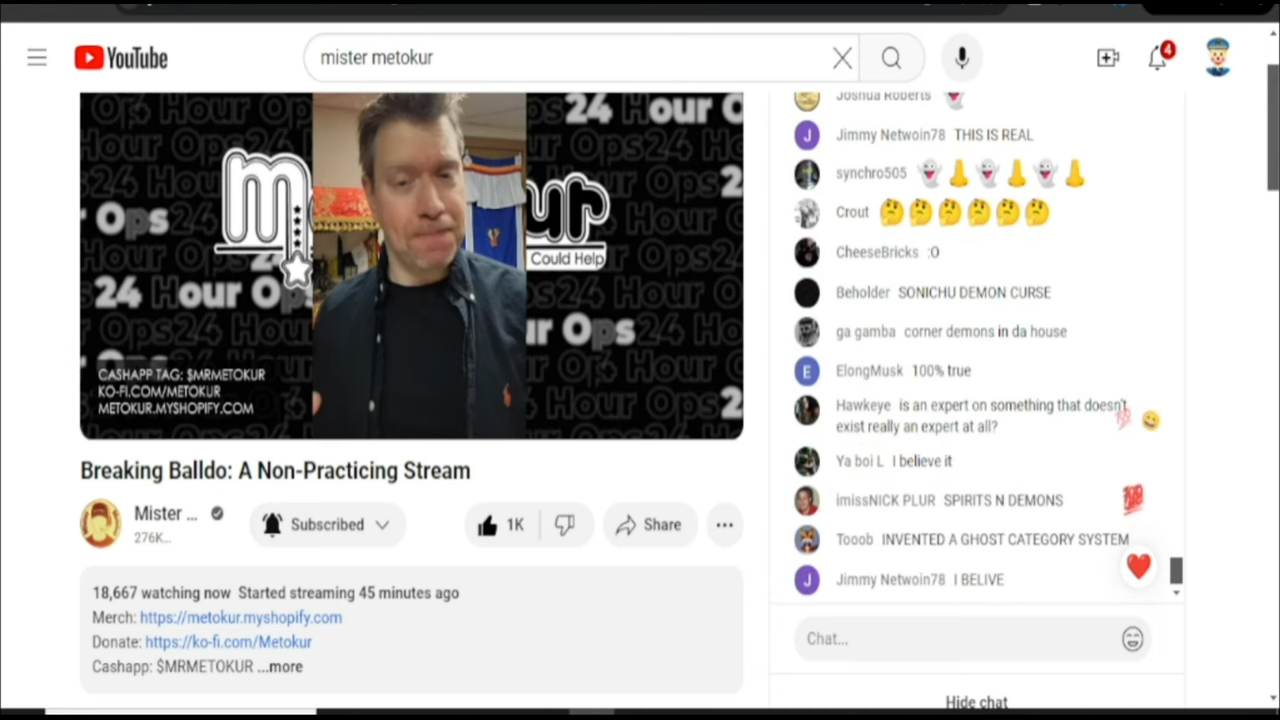 YouTube
mister metokur
4
24 Hour Ops
24 Hour Ops
Could Help
CASHAPP TAG: $MRMETOKUR
KO-FI.COM/METOKUR
METOKUR.MYSHOPIFY.COM
Breaking Balldo: A Non-Practicing Stream
Mister ...
276K...
Subscribed
1K
Share
18,667 watching now Started streaming 45 minutes ago
Merch: https://metokur.myshopify.com
Donate: https://ko-fi.com/Metokur
Cashapp: $MRMETOKUR ...more
Joshua Roberts 👻
J Jimmy Netwoin78 THIS IS REAL
synchro505 👻👃👻👃👻👃
Crout 🤔🤔🤔🤔🤔🤔
CheeseBricks :O
Beholder SONICHU DEMON CURSE
ga gamba corner demons in da house
E ElongMusk 100% true
Hawkeye is an expert on something that doesn't
exist really an expert at all?
Ya boi L I believe it
imissNICK PLUR SPIRITS N DEMONS
Tooob INVENTED A GHOST CATEGORY SYSTEM
J Jimmy Netwoin78 I BELIVE
Chat...
Hide chat